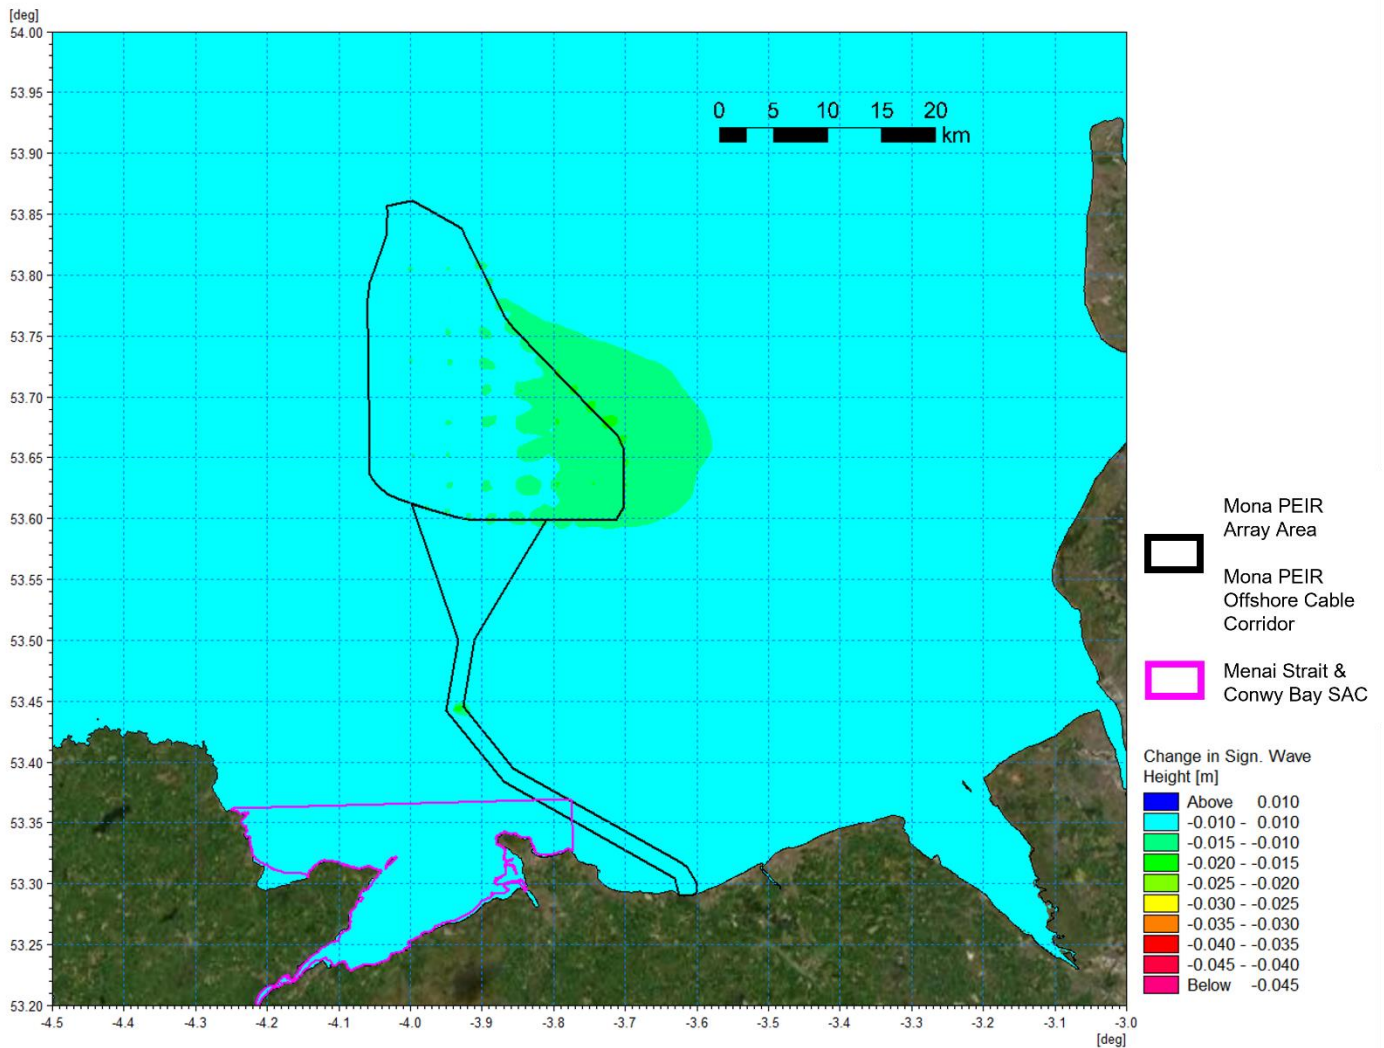 [deg]
54.00
53.95
53.90
53.85
53.80
53.75
53.70
53.65
53.60
53.55
53.50
53.45
53.40
53.35
53.30
53.25
53.20
0 5 10 15 20
km
-4.5 -4.4 -4.3 -4.2 -4.1 -4.0 -3.9 -3.8 -3.7 -3.6 -3.5 -3.4 -3.3 -3.2 -3.1 -3.0
[deg]
Mona PEIR
Array Area
Mona PEIR
Offshore Cable
Corridor
Menai Strait &
Conwy Bay SAC
Change in Sign. Wave
Height [m]
Above 0.010
-0.010 - 0.010
-0.015 - -0.010
-0.020 - -0.015
-0.025 - -0.020
-0.030 - -0.025
-0.035 - -0.030
-0.040 - -0.035
-0.045 - -0.040
Below -0.045